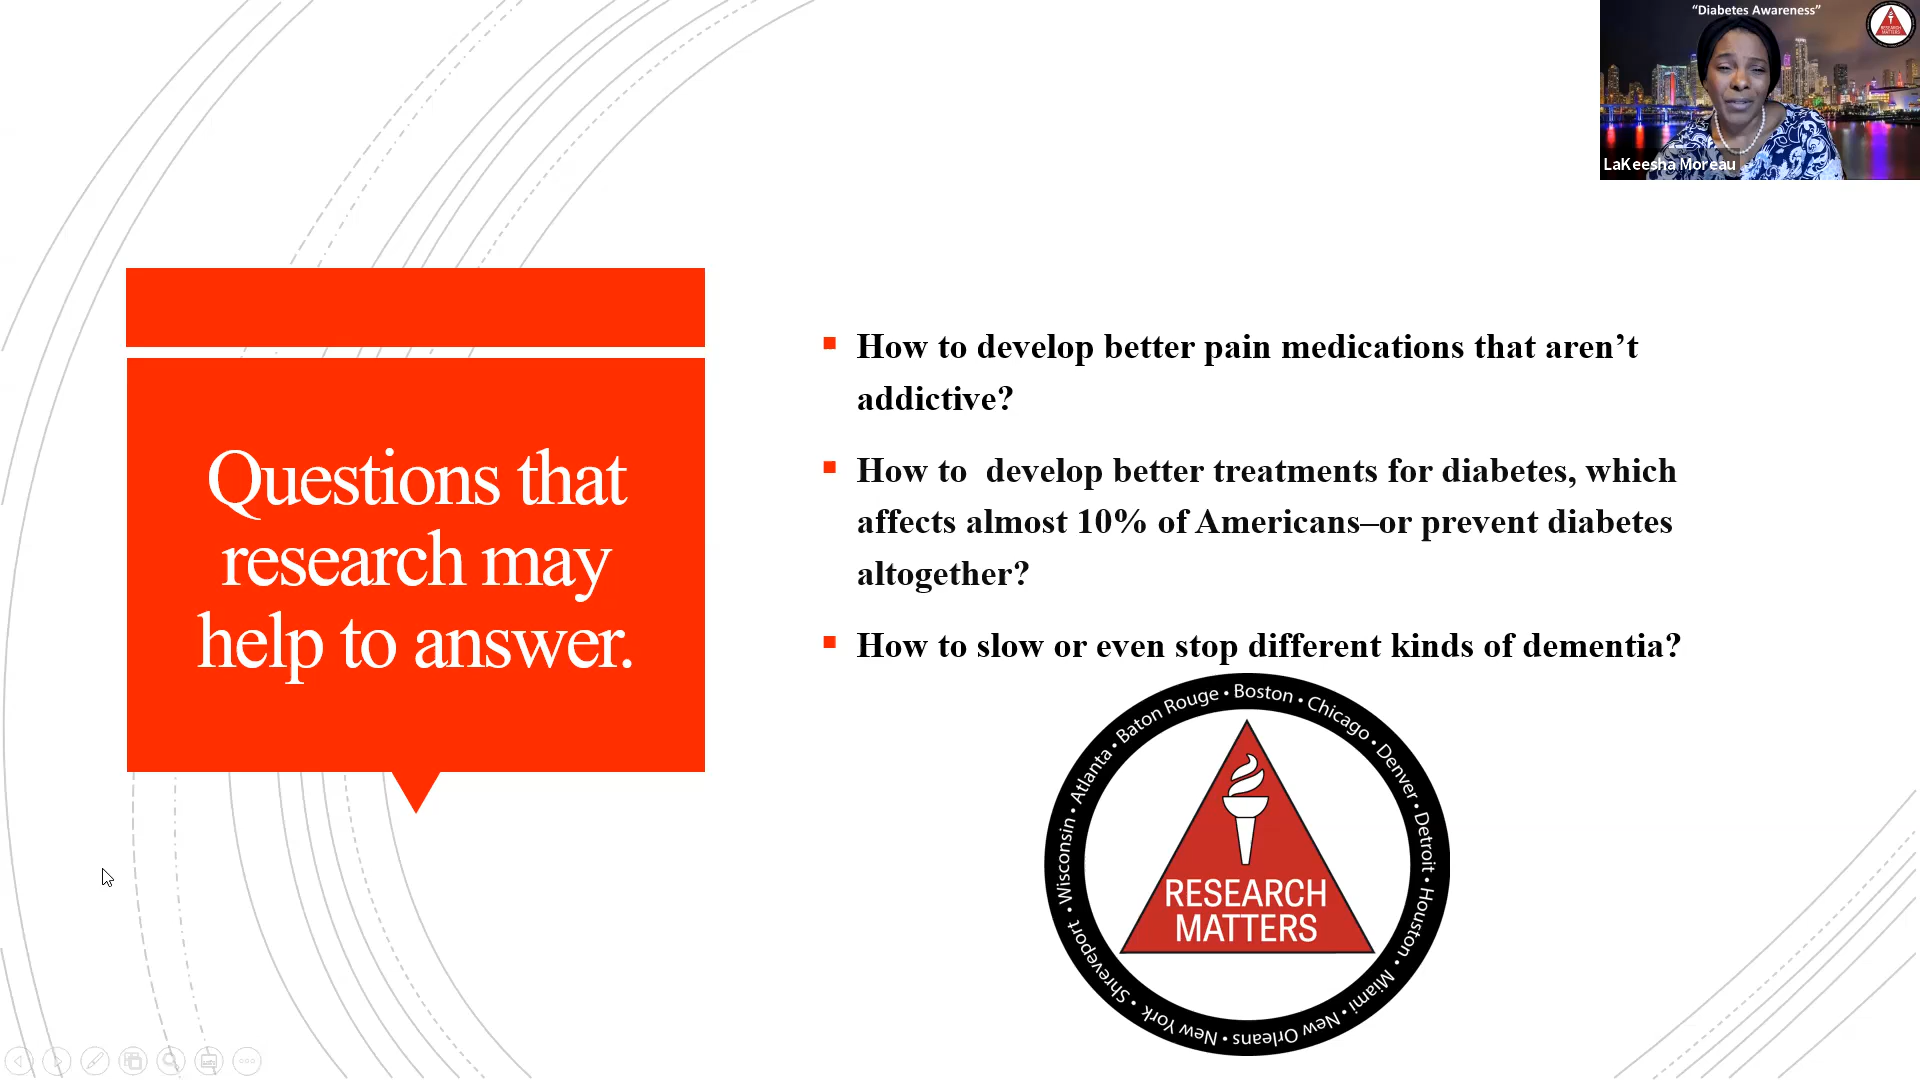 “Diabetes Awareness”
RESEARCH
MATTERS
LaKeesha Moreau
Questions that
research may
help to answer.
How to develop better pain medications that aren’t
addictive?
How to  develop better treatments for diabetes, which
affects almost 10% of Americans–or prevent diabetes
altogether?
How to slow or even stop different kinds of dementia?
Atlanta • Baton Rouge • Boston • Chicago • Denver • Detroit • Houston • Miami • New Orleans • New York • Shreveport • Wisconsin •
RESEARCH
MATTERS